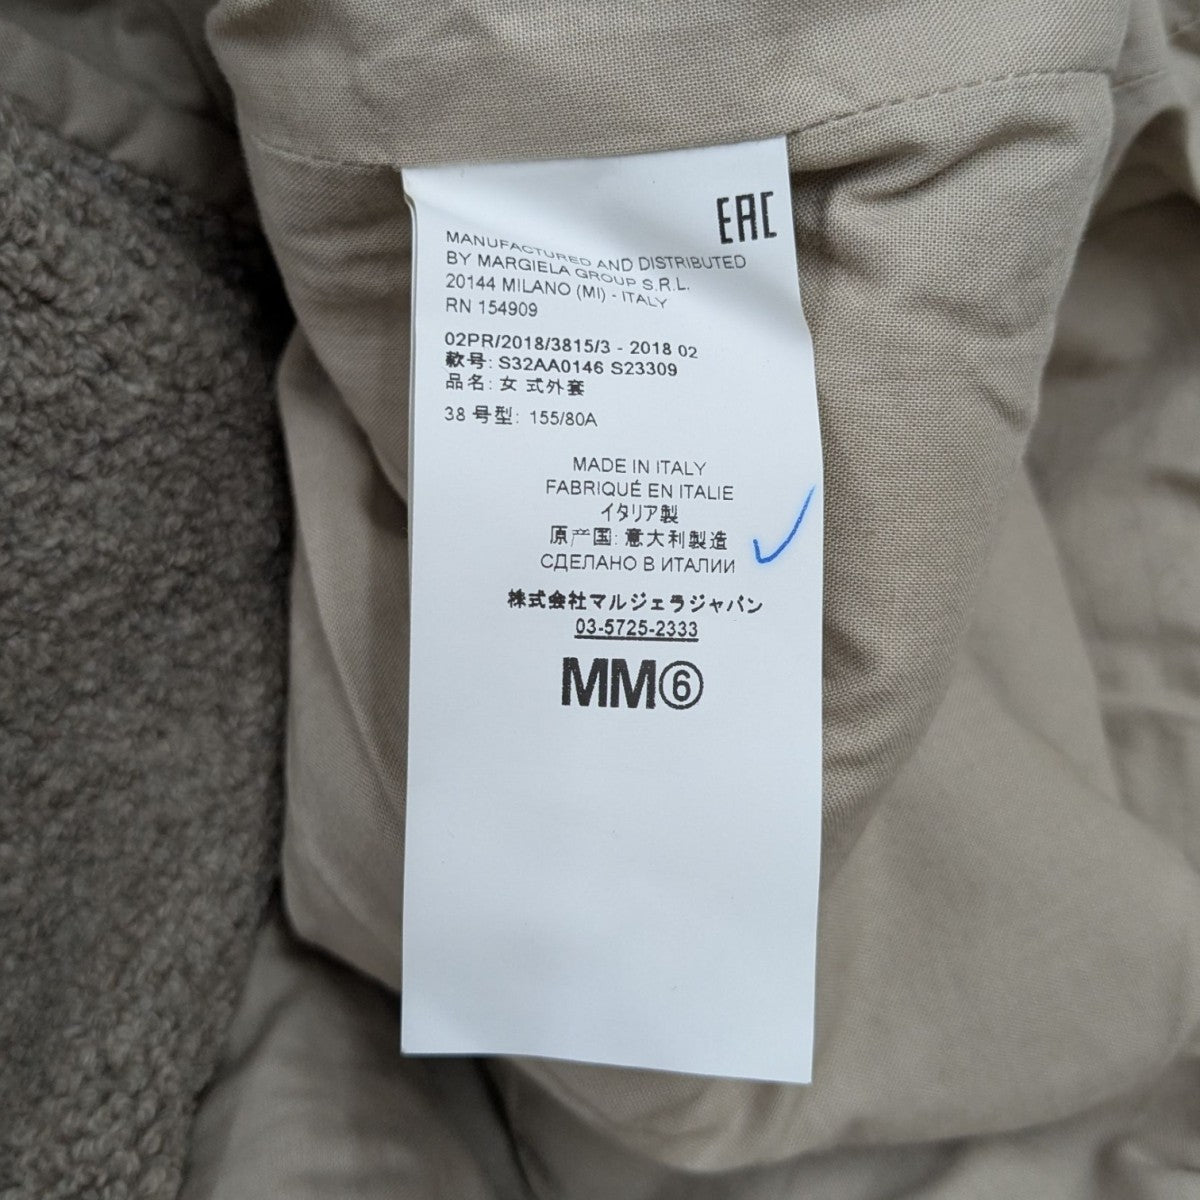 EAC
MANUFACTURED AND DISTRIBUTED
BY MARGIELA GROUP S.R.L.
20144 MILANO (MI) - ITALY
RN 154909
02PR/2018/3815/3 - 2018 02
軟号: S32AA0146 S23309
品名: 女 式外套
38 号型: 155/80A
MADE IN ITALY
FABRIQUÉ EN ITALIE
イタリア製
原产国: 意大利製造
СДЕЛАНО В ИТАЛИИ
株式会社マルジェラジャパン
03-5725-2333
MM⑥